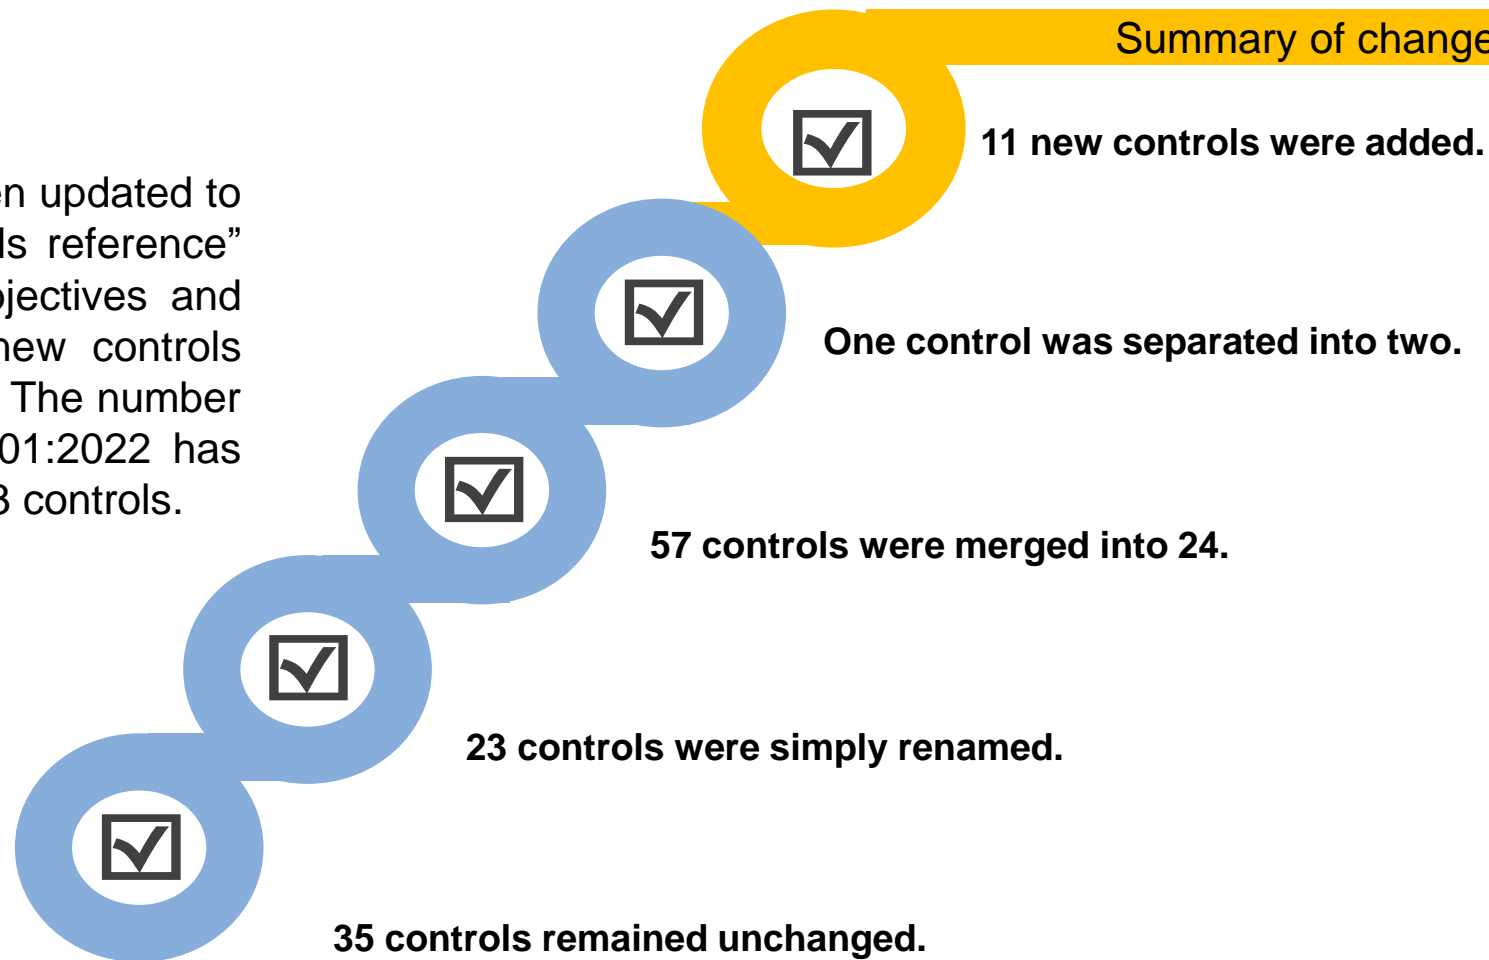 Summary of change
11 new controls were added.
en updated to
ls reference”
jectives and
new controls
The number
01:2022 has
controls.
One control was separated into two.
57 controls were merged into 24.
23 controls were simply renamed.
35 controls remained unchanged.